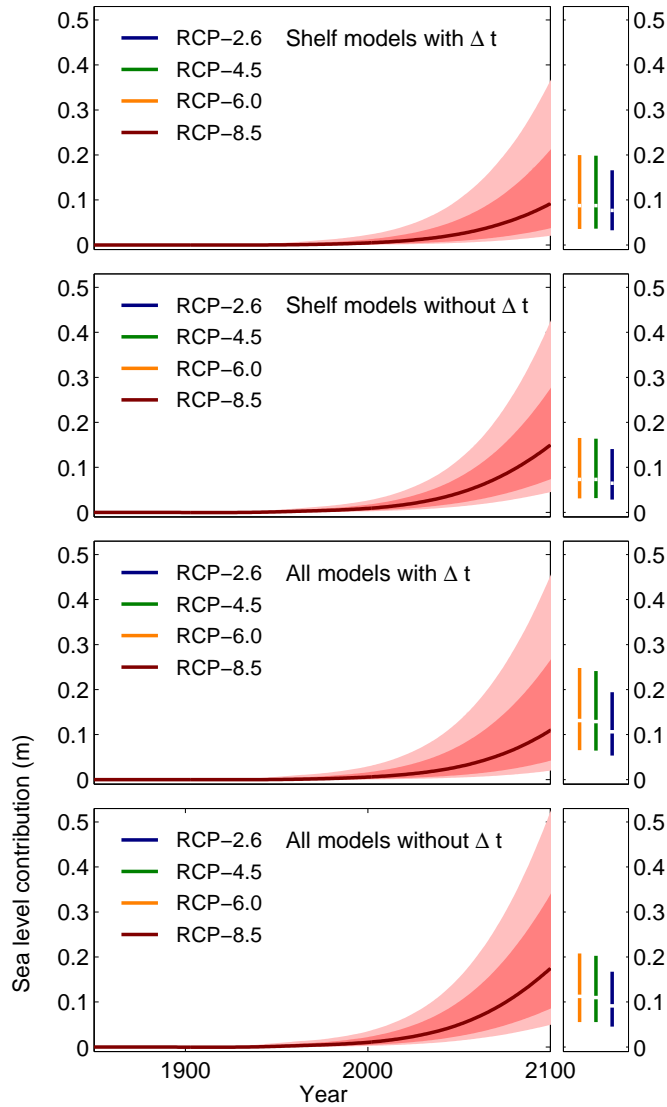 0.5 0.5
RCP−2.6 Shelf models with Δ t
0.4 RCP−4.5 0.4
RCP−6.0
0.3 0.3
RCP−8.5
0.2 0.2
0.1 0.1
0 0
0.5 0.5
RCP−2.6 Shelf models without Δ t
0.4 RCP−4.5 0.4
RCP−6.0
0.3 0.3
RCP−8.5
0.2 0.2
0.1 0.1
0 0
0.5 0.5
RCP−2.6 All models with Δ t
0.4 RCP−4.5 0.4
RCP−6.0
0.3 0.3
RCP−8.5
0.2 0.2
0.1 0.1
0 0
0.5 0.5
RCP−2.6 All models without Δ t
0.4 RCP−4.5 0.4
RCP−6.0
0.3 0.3
RCP−8.5
0.2 0.2
0.1 0.1
0 0
Sea level contribution (m)
1900 2000 2100
Year